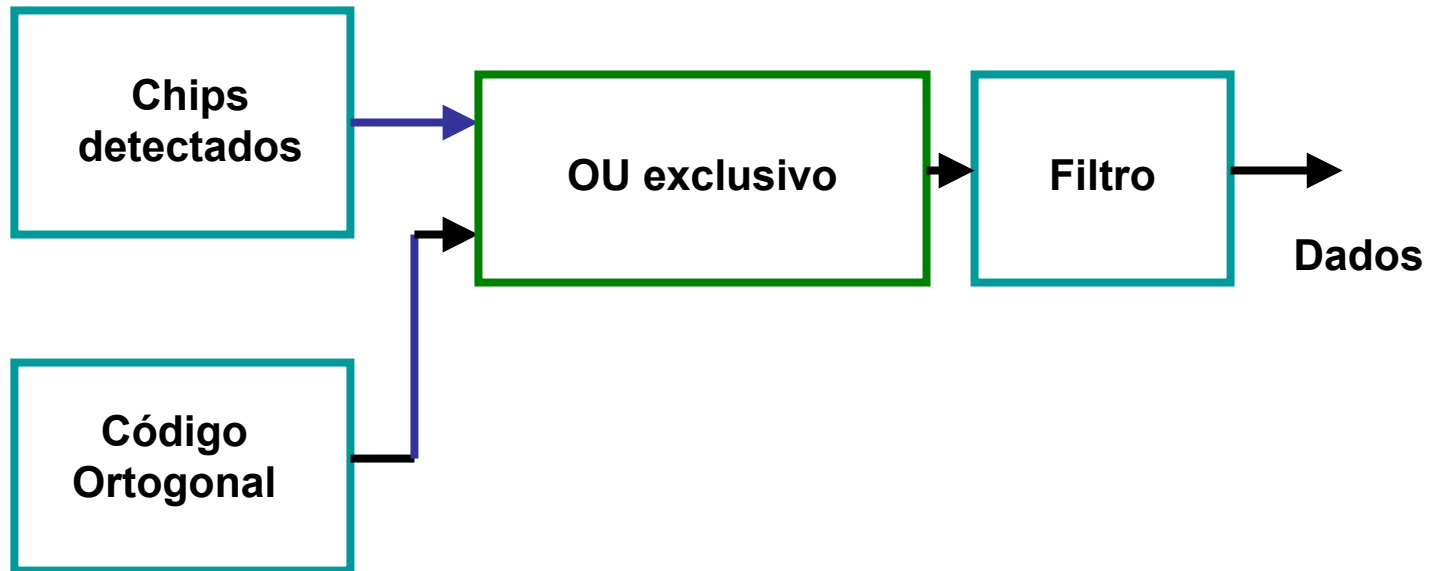 Chips
detectados
OU exclusivo
Filtro
Dados
Código
Ortogonal